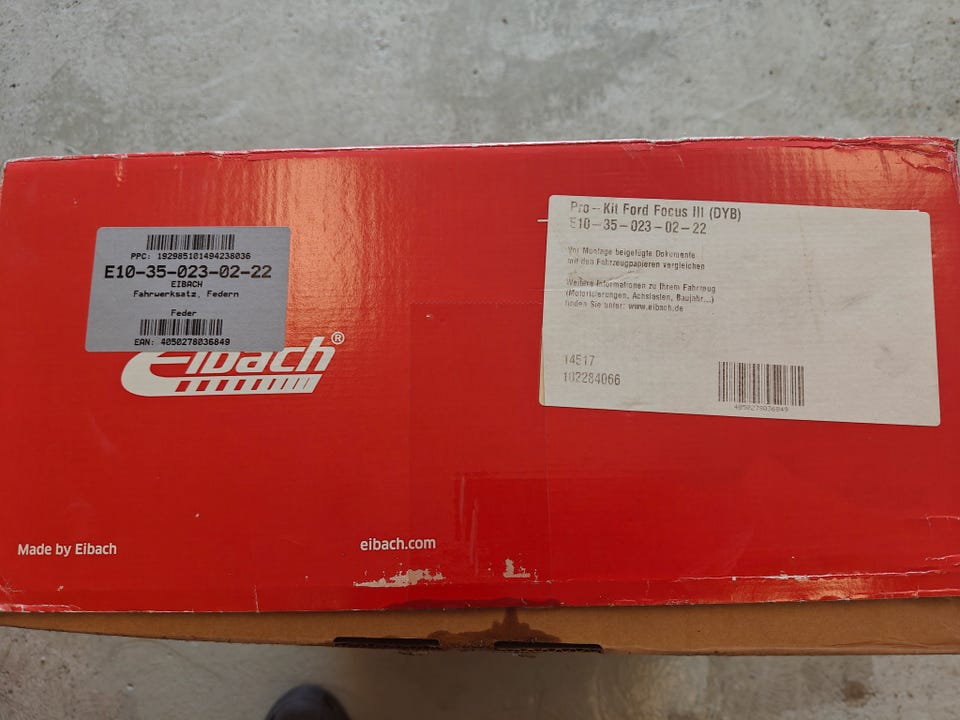 PPC: 192985101494238036
E10-35-023-02-22
EIBACH
Fahrwerksatz, Federn
Feder
EAN: 4050278036849
Eibach®
Made by Eibach
eibach.com
Pro-Kit Ford Focus III (DYB)
E10-35-023-02-22
Vor Montage beigefügte Dokumente
mit den Fahrzeugpapieren vergleichen
Weitere Informationen zu Ihrem Fahrzeug
(Motorisierungen, Achslasten, Baujahr...)
finden Sie unter: www.eibach.de
14517
102284066
4050278036849